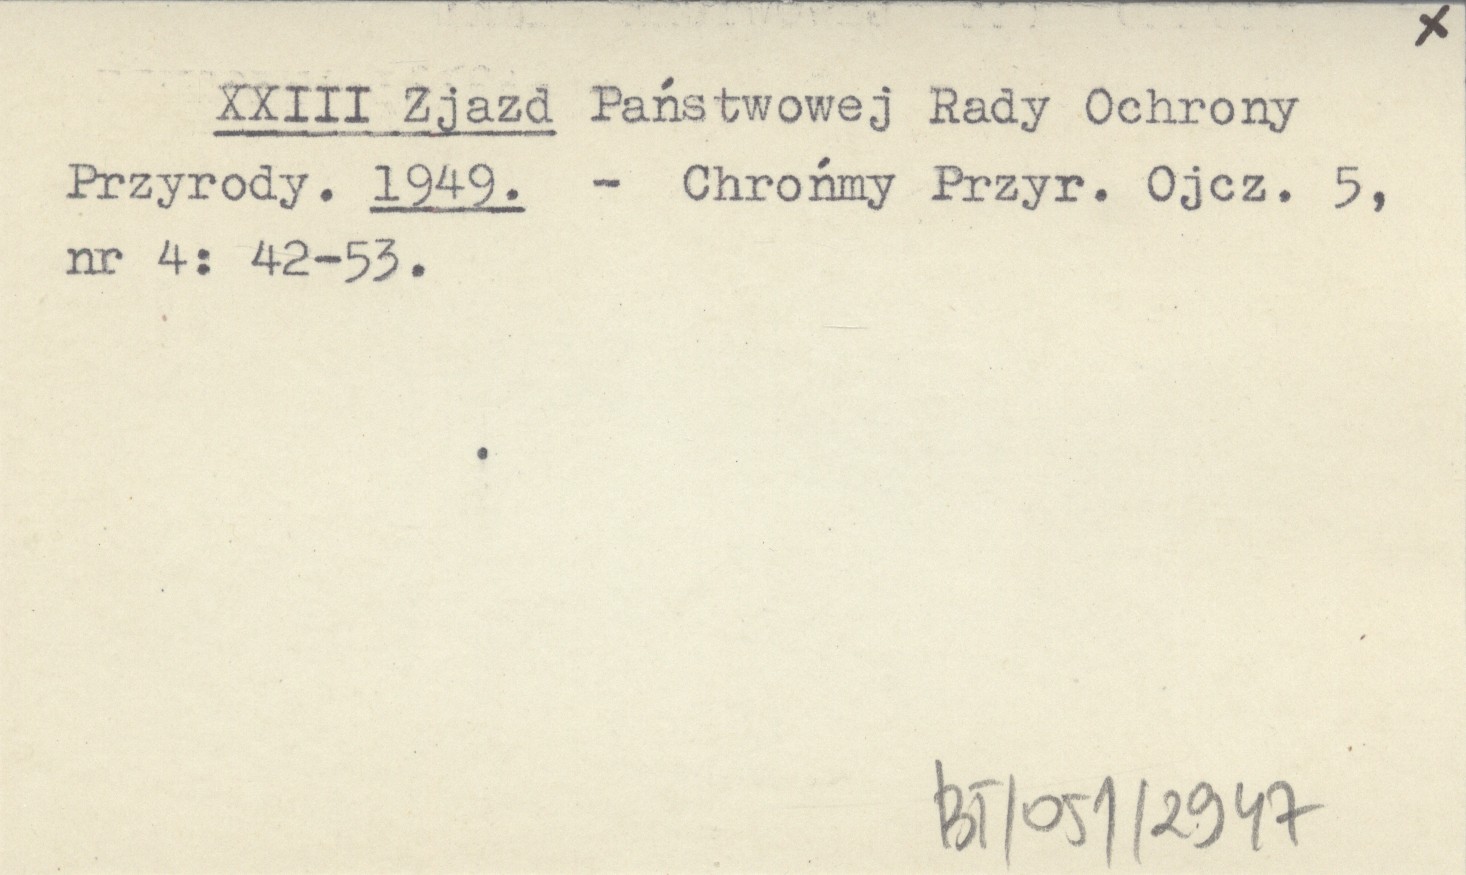 x
XXIII Zjazd Państwowej Rady Ochrony
Przyrody. 1949. - Chrońmy Przyr. Ojcz. 5,
nr 4: 42-53.
BT/051/2947